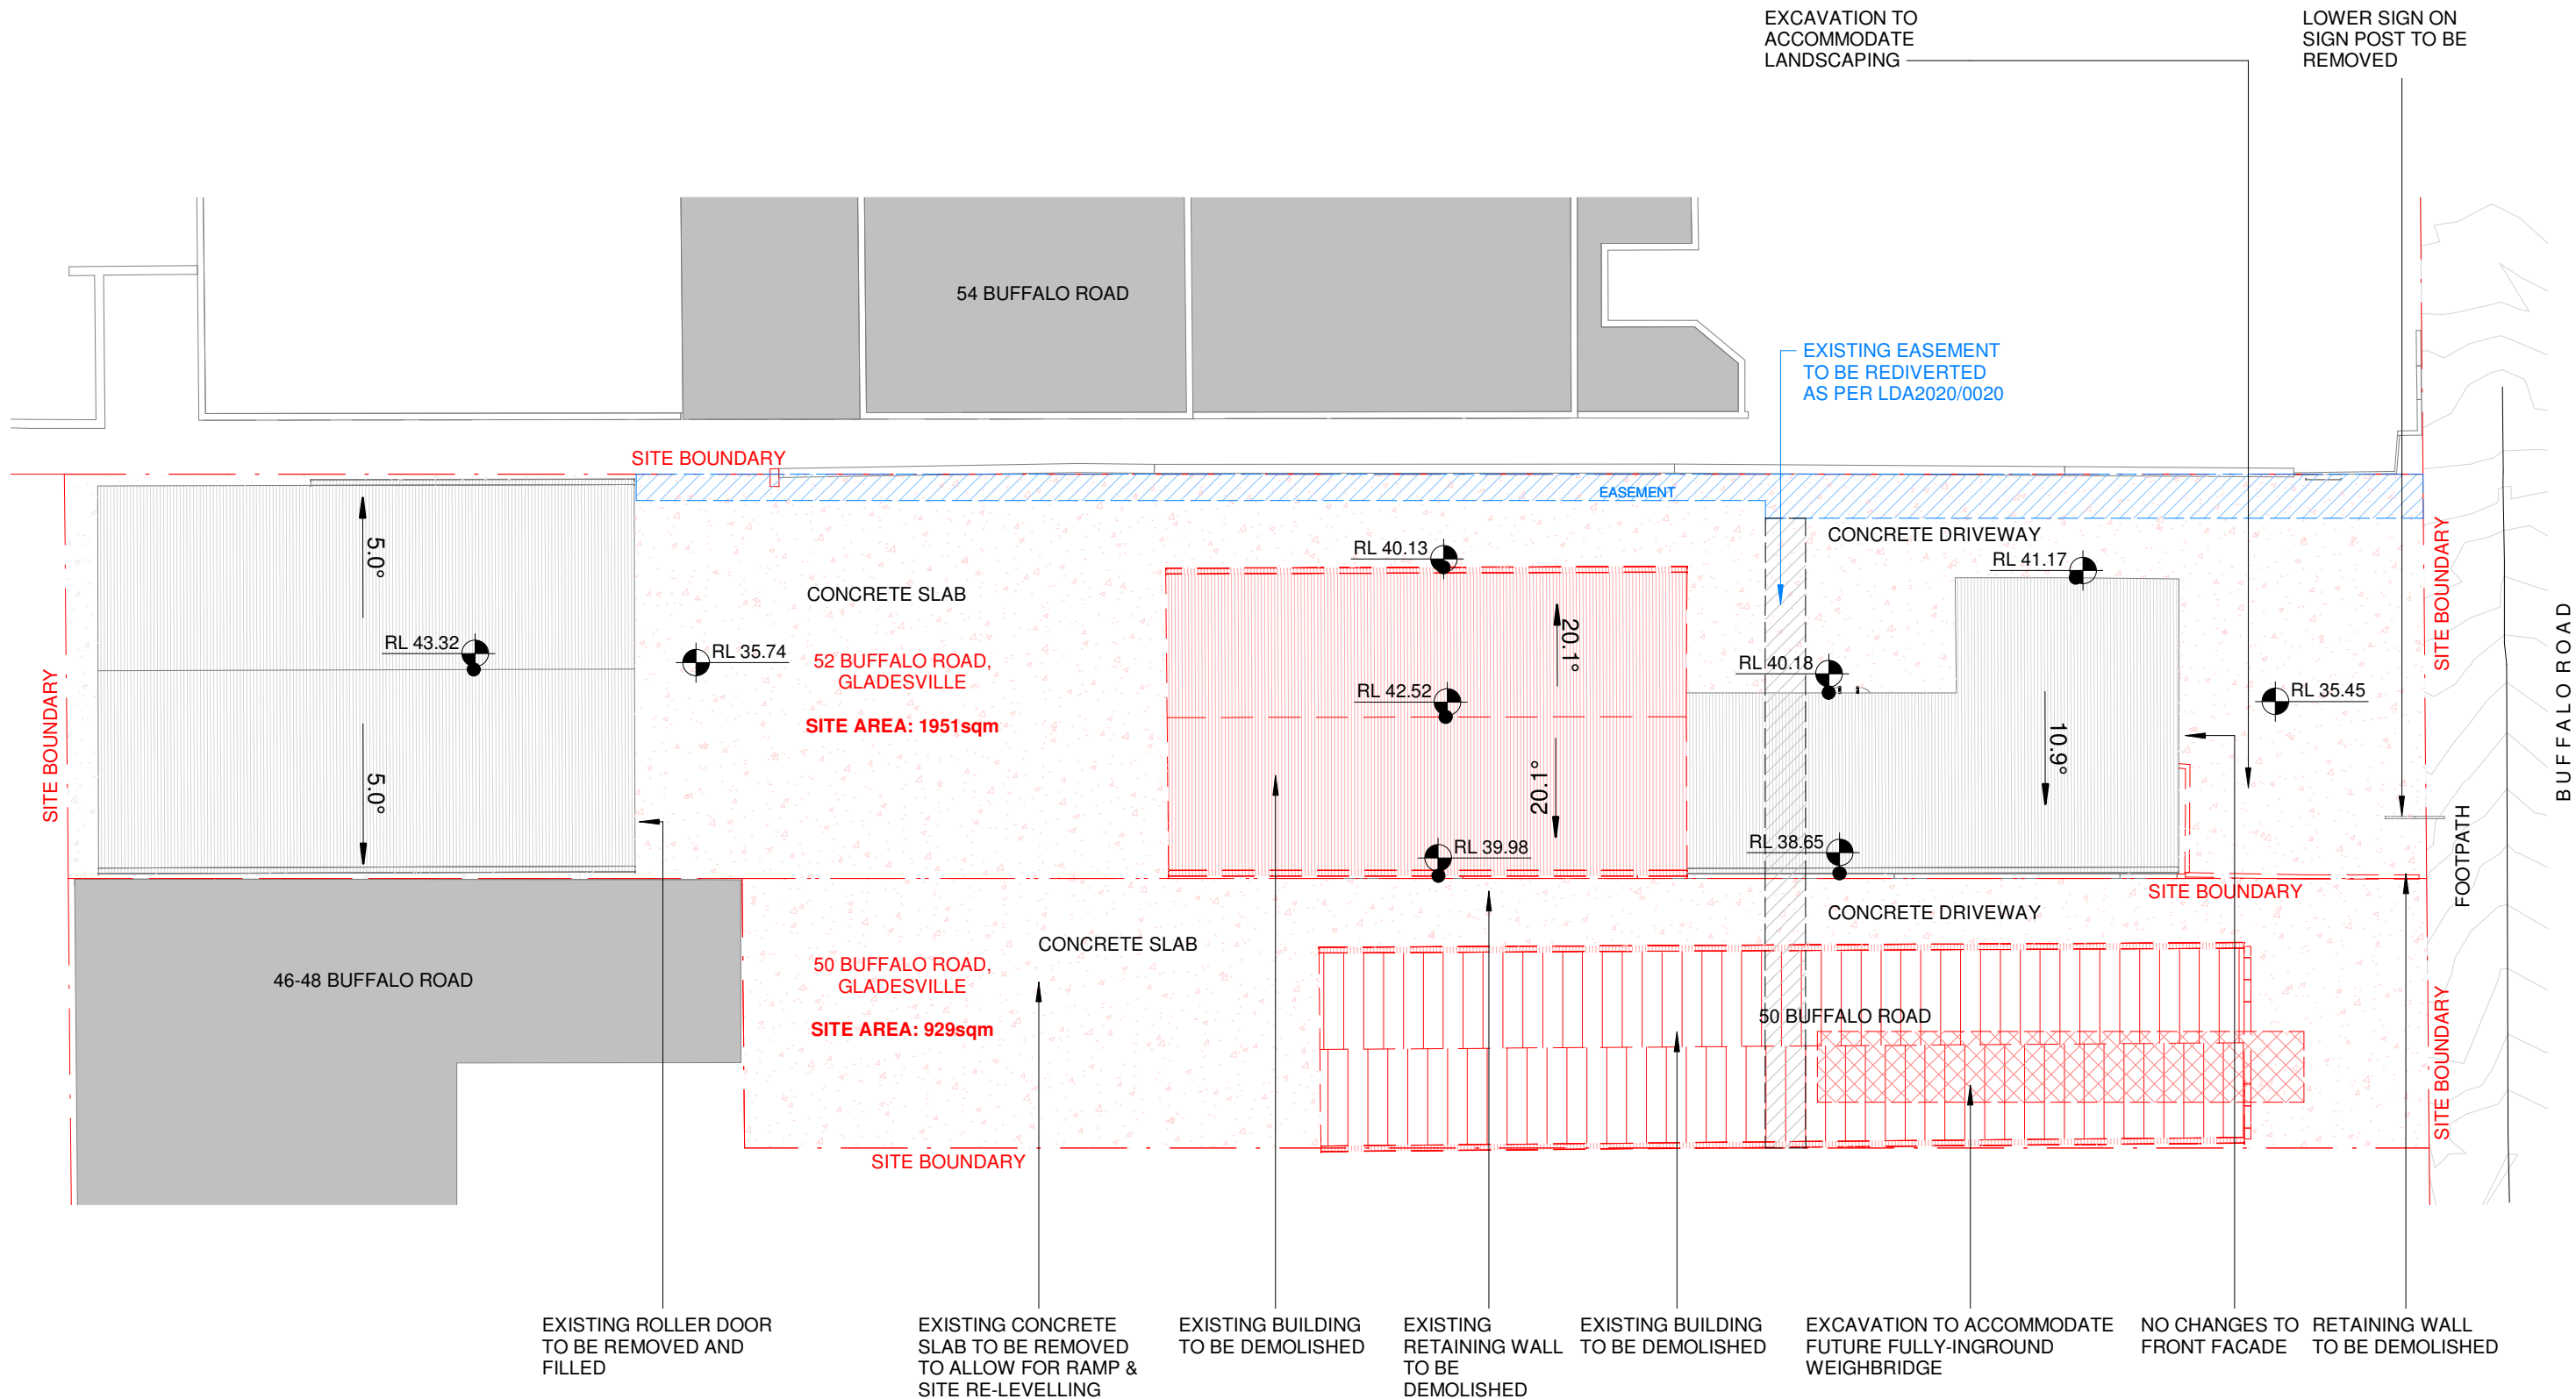 EXCAVATION TO
ACCOMMODATE
LANDSCAPING
LOWER SIGN ON
SIGN POST TO BE
REMOVED
54 BUFFALO ROAD
EXISTING EASEMENT
TO BE REDIVERTED
AS PER LDA2020/0020
SITE BOUNDARY
EASEMENT
CONCRETE DRIVEWAY
RL 40.13
RL 41.17
5.0°
CONCRETE SLAB
20.1°
SITE BOUNDARY
BUFFALO ROAD
RL 43.32
RL 35.74
52 BUFFALO ROAD,
GLADESVILLE
RL 40.18
RL 42.52
RL 35.45
SITE AREA: 1951sqm
SITE BOUNDARY
10.9°
5.0°
20.1°
RL 39.98
RL 38.65
FOOTPATH
SITE BOUNDARY
CONCRETE DRIVEWAY
CONCRETE SLAB
46-48 BUFFALO ROAD
50 BUFFALO ROAD,
GLADESVILLE
50 BUFFALO ROAD
SITE AREA: 929sqm
SITE BOUNDARY
SITE BOUNDARY
EXISTING ROLLER DOOR
TO BE REMOVED AND
FILLED
EXISTING CONCRETE
SLAB TO BE REMOVED
TO ALLOW FOR RAMP &
SITE RE-LEVELLING
EXISTING BUILDING
TO BE DEMOLISHED
EXISTING
RETAINING WALL
TO BE
DEMOLISHED
EXISTING BUILDING
TO BE DEMOLISHED
EXCAVATION TO ACCOMMODATE
FUTURE FULLY-INGROUND
WEIGHBRIDGE
NO CHANGES TO
FRONT FACADE
RETAINING WALL
TO BE DEMOLISHED